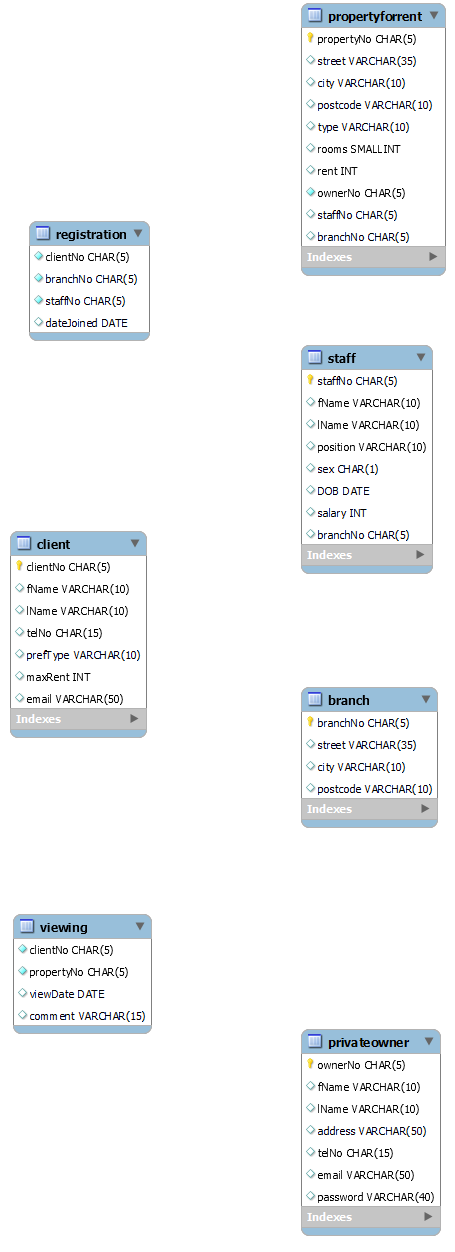 propertyforrent
propertyNo CHAR(5)
street VARCHAR(35)
city VARCHAR(10)
postcode VARCHAR(10)
type VARCHAR(10)
rooms SMALLINT
rent INT
ownerNo CHAR(5)
staffNo CHAR(5)
branchNo CHAR(5)
Indexes
registration
clientNo CHAR(5)
branchNo CHAR(5)
staffNo CHAR(5)
dateJoined DATE
staff
staffNo CHAR(5)
fName VARCHAR(10)
lName VARCHAR(10)
position VARCHAR(10)
sex CHAR(1)
DOB DATE
salary INT
branchNo CHAR(5)
Indexes
client
clientNo CHAR(5)
fName VARCHAR(10)
lName VARCHAR(10)
telNo CHAR(15)
prefType VARCHAR(10)
maxRent INT
email VARCHAR(50)
Indexes
branch
branchNo CHAR(5)
street VARCHAR(35)
city VARCHAR(10)
postcode VARCHAR(10)
Indexes
viewing
clientNo CHAR(5)
propertyNo CHAR(5)
viewDate DATE
comment VARCHAR(15)
privateowner
ownerNo CHAR(5)
fName VARCHAR(10)
lName VARCHAR(10)
address VARCHAR(50)
telNo CHAR(15)
email VARCHAR(50)
password VARCHAR(40)
Indexes